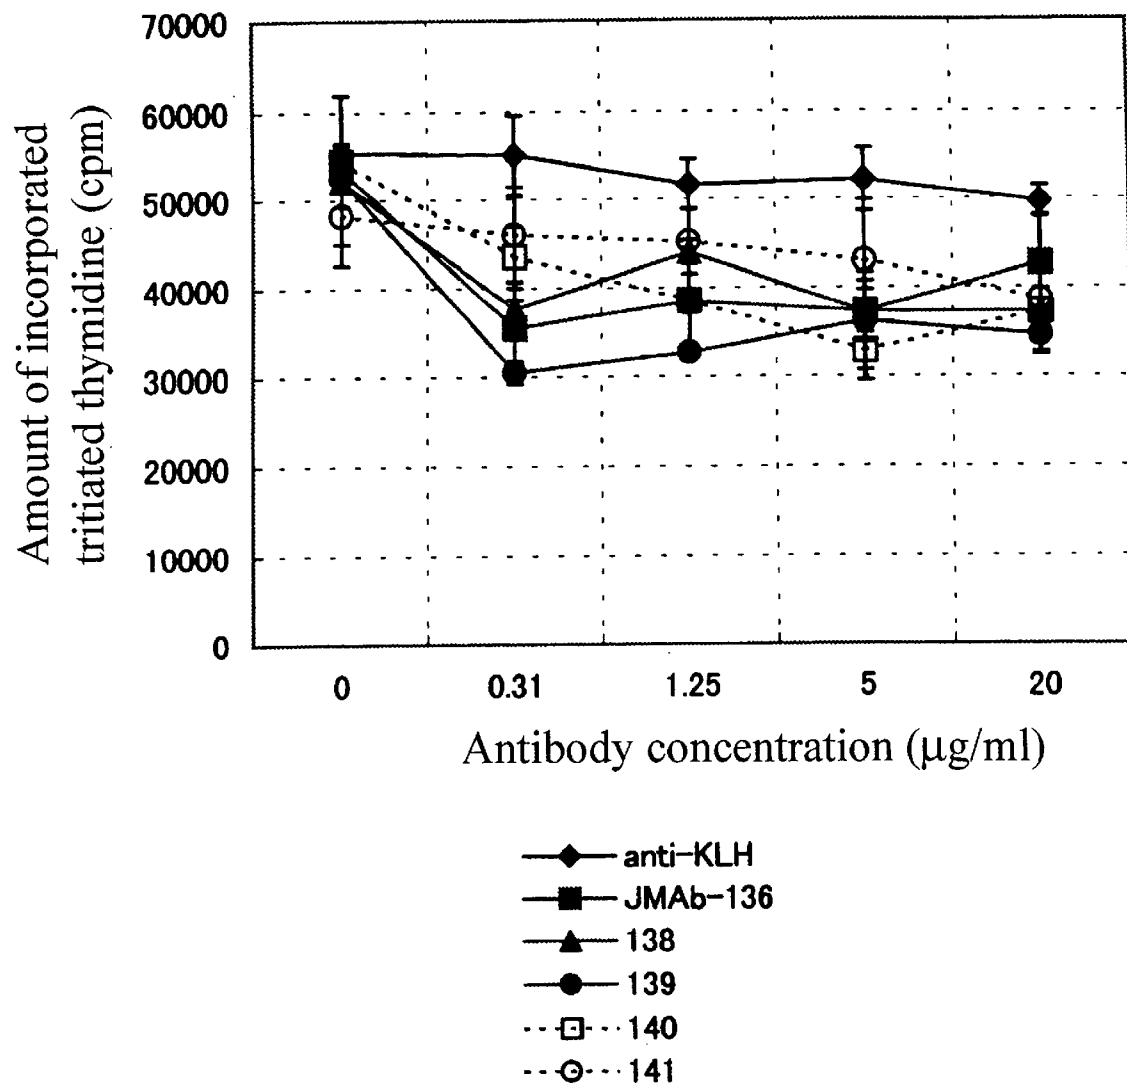 70000
60000
50000
40000
30000
20000
10000
0
Amount of incorporated
tritiated thymidine (cpm)
0 0.31 1.25 5 20
Antibody concentration (μg/ml)
anti-KLH
JMAb-136
138
139
140
141